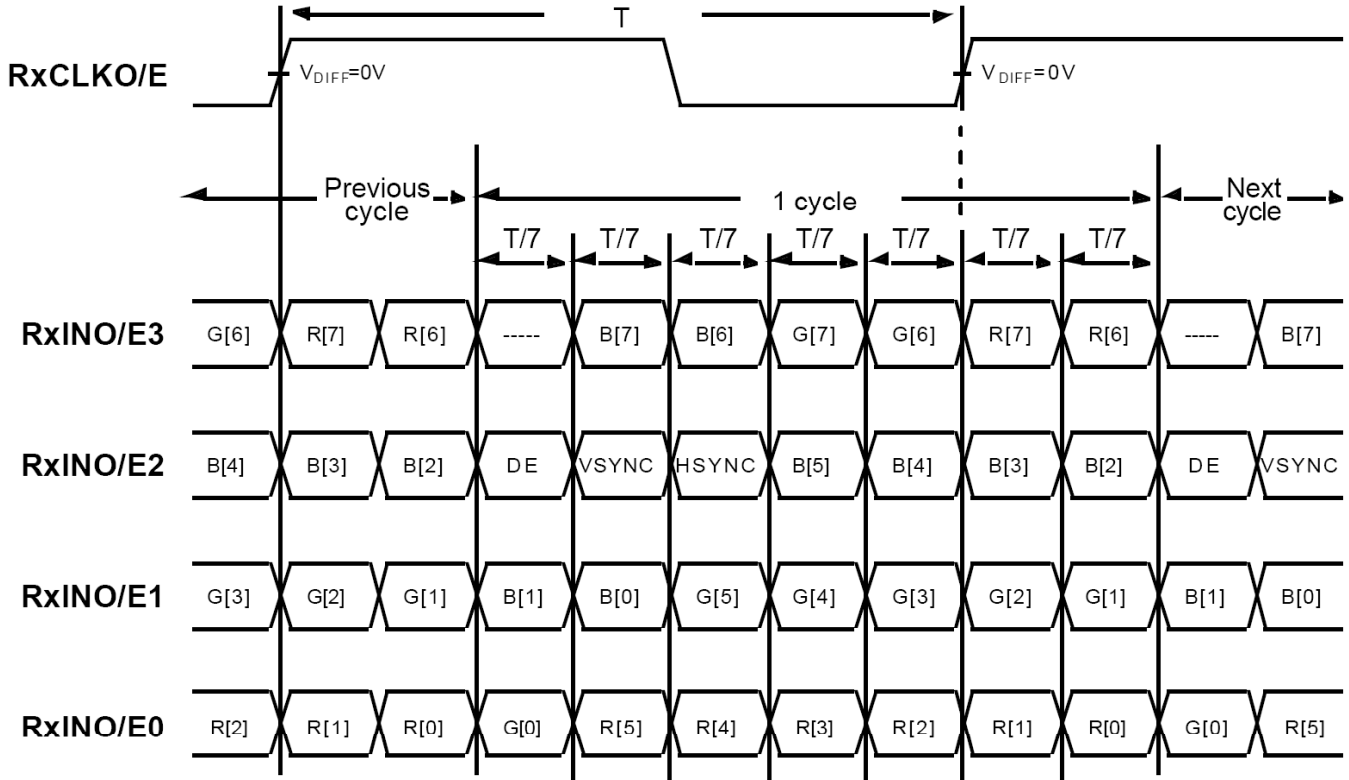 T
RxCLKO/E
VDIFF=0V
VDIFF=0V
Previous cycle
1 cycle
Next cycle
T/7 T/7 T/7 T/7 T/7 T/7 T/7
RxINO/E3 G[6] R[7] R[6] ----- B[7] B[6] G[7] G[6] R[7] R[6] ----- B[7]
RxINO/E2 B[4] B[3] B[2] DE VSYNC HSYNC B[5] B[4] B[3] B[2] DE VSYNC
RxINO/E1 G[3] G[2] G[1] B[1] B[0] G[5] G[4] G[3] G[2] G[1] B[1] B[0]
RxINO/E0 R[2] R[1] R[0] G[0] R[5] R[4] R[3] R[2] R[1] R[0] G[0] R[5]